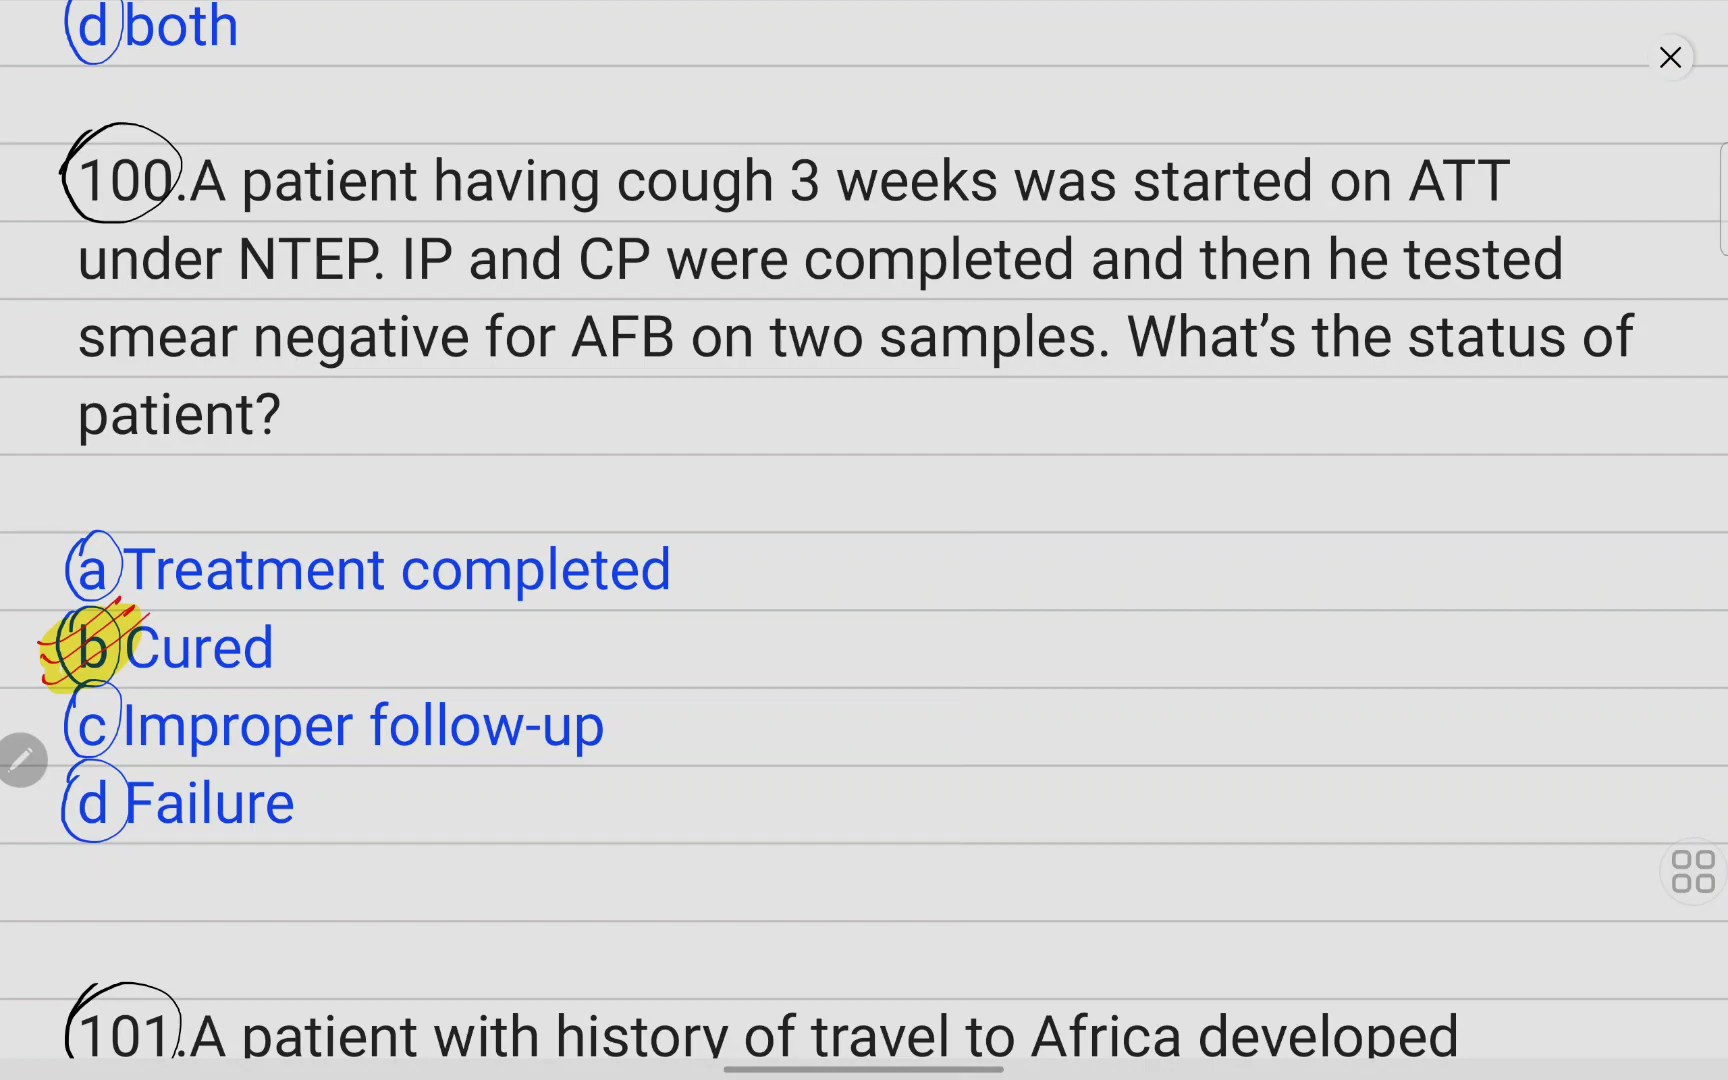 d both
100.A patient having cough 3 weeks was started on ATT
under NTEP. IP and CP were completed and then he tested
smear negative for AFB on two samples. What's the status of
patient?
a Treatment completed
b Cured
c Improper follow-up
d Failure
101.A patient with history of travel to Africa developed